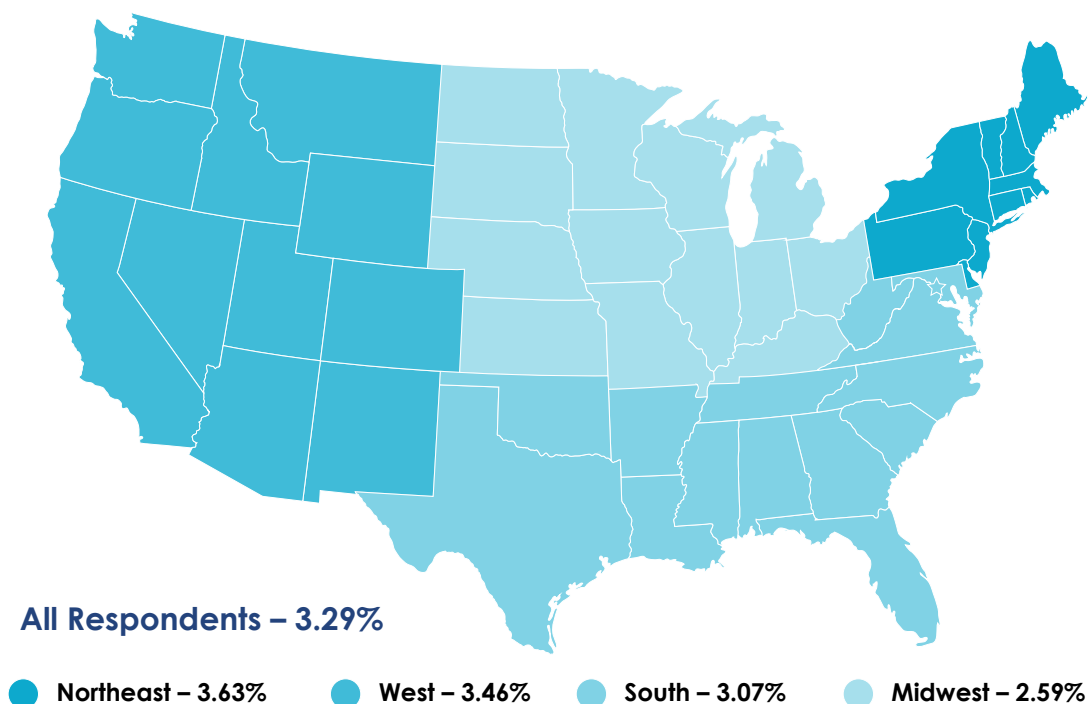 All Respondents – 3.29%
Northeast – 3.63%
West – 3.46%
South – 3.07%
Midwest – 2.59%